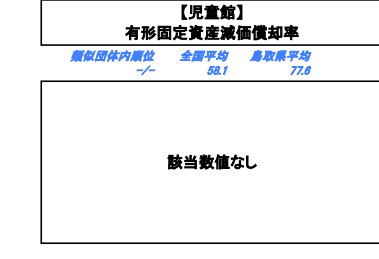 【児童館】
有形固定資産減価償却率
類似団体内順位 全国平均 鳥取県平均
-/- 58.1 77.6
該当数値なし